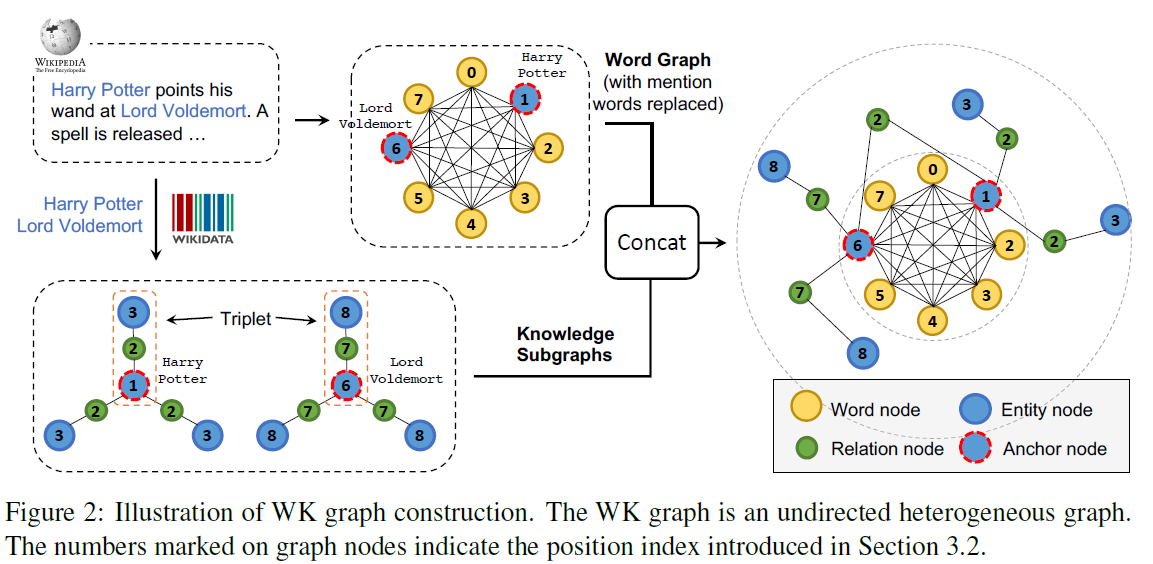 WIKIPEDIA
The Free Encyclopedia
Harry Potter points his
wand at Lord Voldemort. A
spell is released ...
Harry Potter
Lord Voldemort
WIKIDATA
Harry
Potter
Lord
Voldemort
0
7
1
6
2
5
3
4
Word Graph
(with mention
words replaced)
Triplet
3
2
1
Harry
Potter
2
2
3
3
8
7
6
Lord
Voldemort
7
7
8
8
Knowledge
Subgraphs
Concat
3
2
2
8
0
7
1
7
6
2
2
3
5
3
7
4
8
Word node
Entity node
Relation node
Anchor node
Figure 2: Illustration of WK graph construction. The WK graph is an undirected heterogeneous graph.
The numbers marked on graph nodes indicate the position index introduced in Section 3.2.